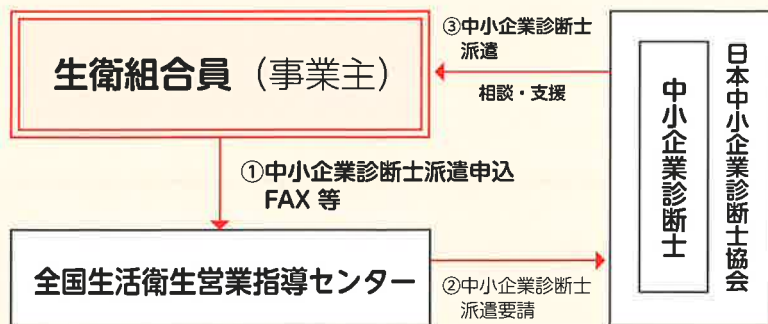 生衛組合員（事業主）
①中小企業診断士派遣申込
FAX 等
全国生活衛生営業指導センター
②中小企業診断士
派遣要請
③中小企業診断士
派遣
相談・支援
中小企業診断士
日本中小企業診断士協会